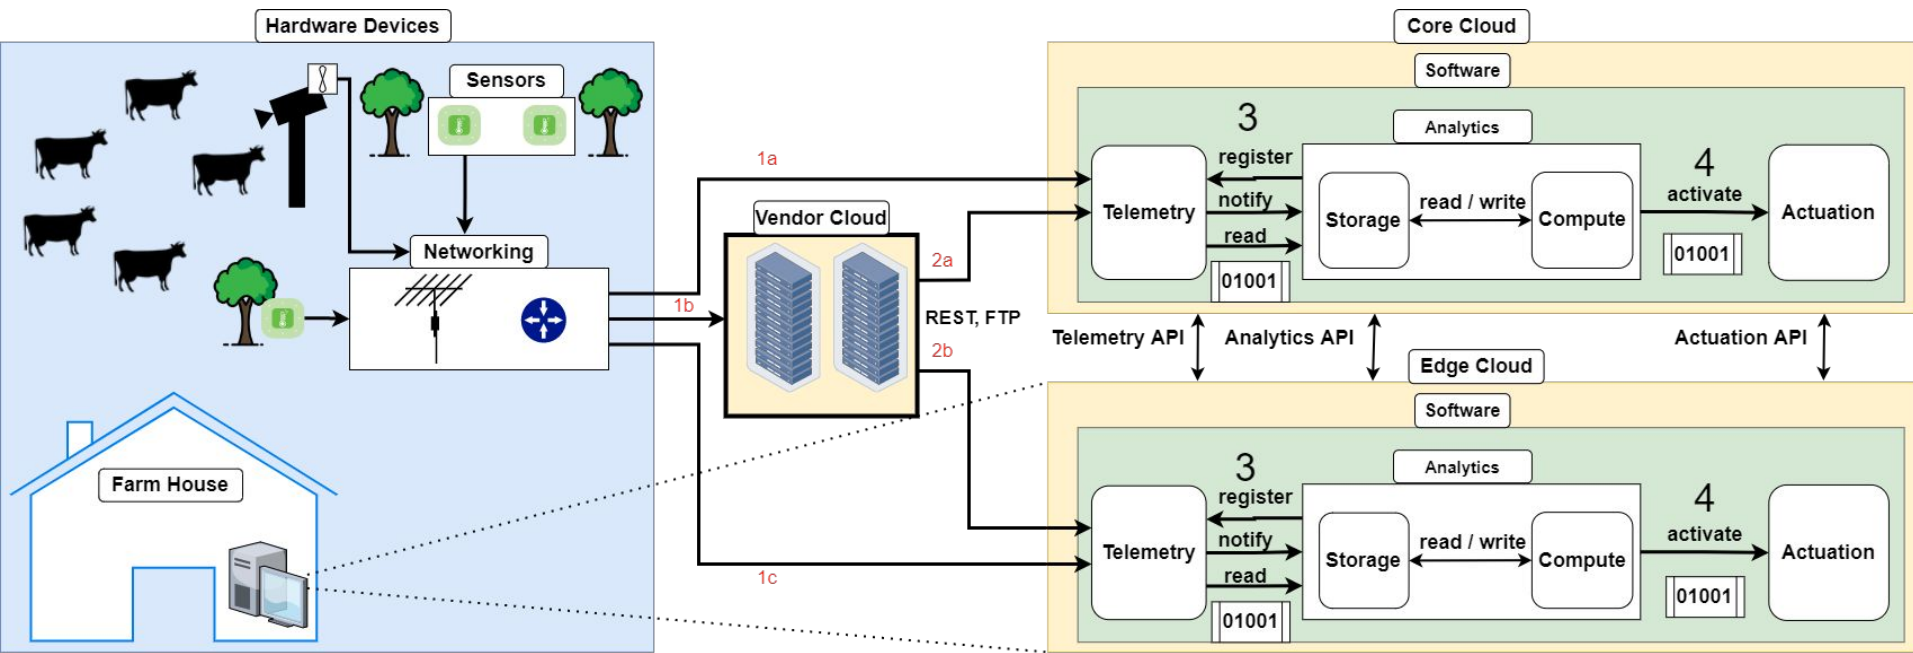 Hardware Devices
Sensors
Networking
Farm House
1a
1b
1c
Vendor Cloud
2a
REST, FTP
2b
Core Cloud
Software
3
Analytics
register
notify
read
01001
Telemetry
Storage
read / write
Compute
4
activate
01001
Actuation
Telemetry API
Analytics API
Actuation API
Edge Cloud
Software
3
Analytics
register
notify
read
01001
Telemetry
Storage
read / write
Compute
4
activate
01001
Actuation